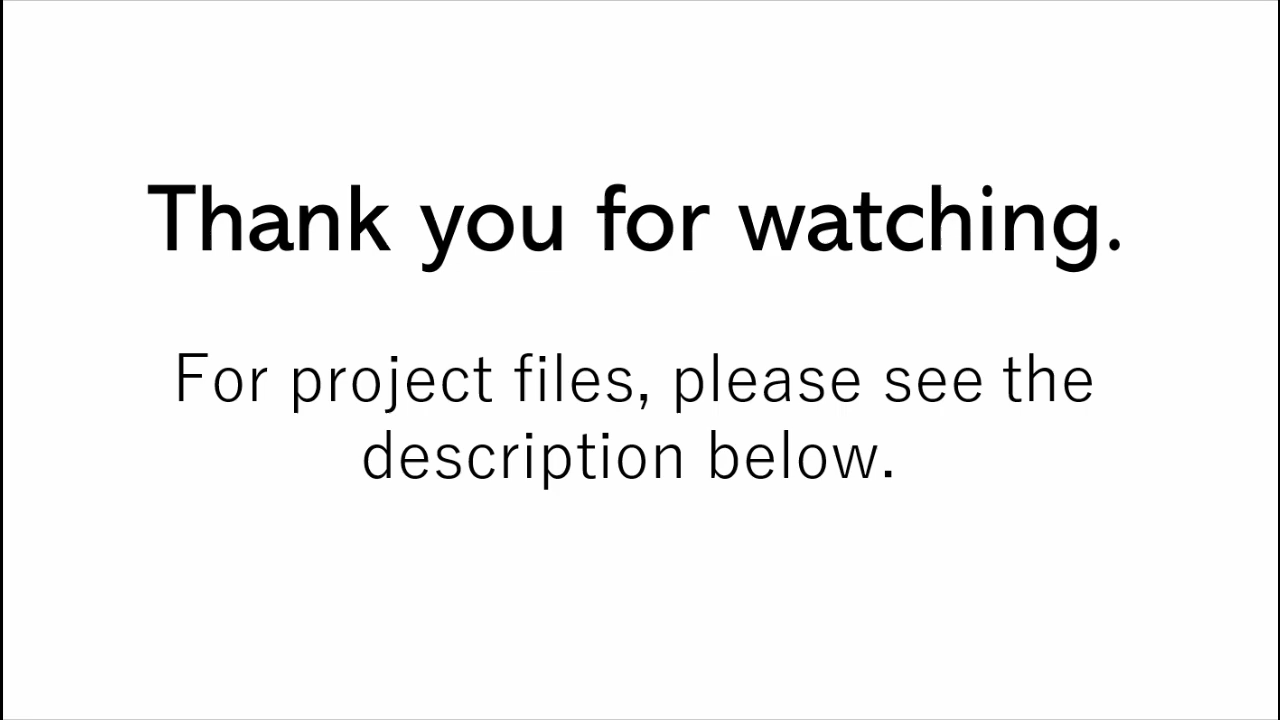 Thank you for watching.
For project files, please see the
description below.